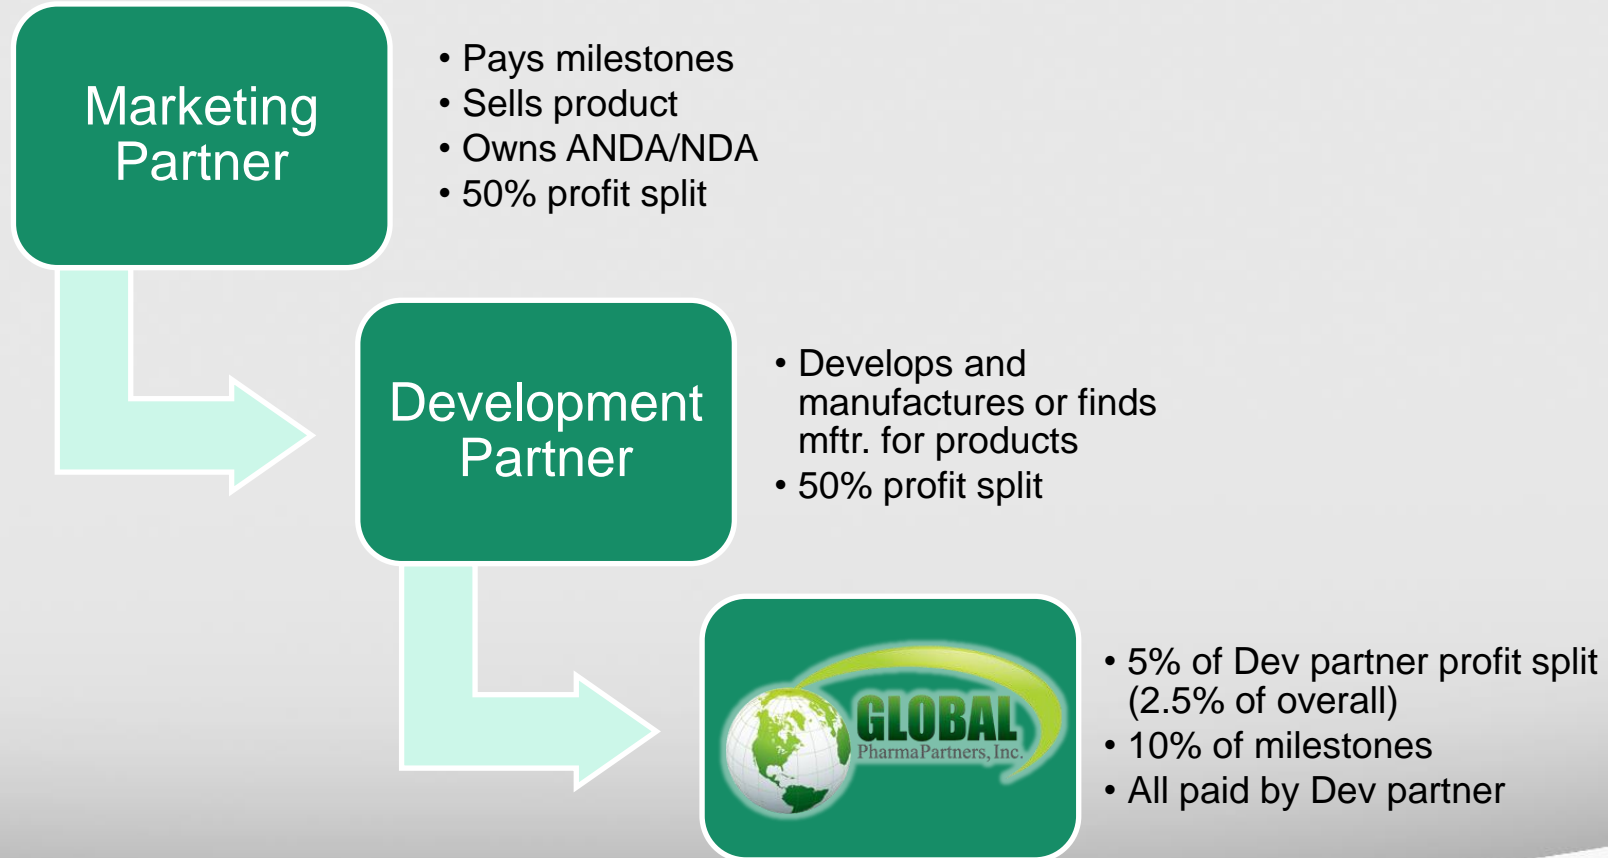 Marketing
Partner
• Pays milestones
• Sells product
• Owns ANDA/NDA
• 50% profit split
Development
Partner
• Develops and
manufactures or finds
mftr. for products
• 50% profit split
GLOBAL
PharmaPartners, Inc.
• 5% of Dev partner profit split
(2.5% of overall)
• 10% of milestones
• All paid by Dev partner